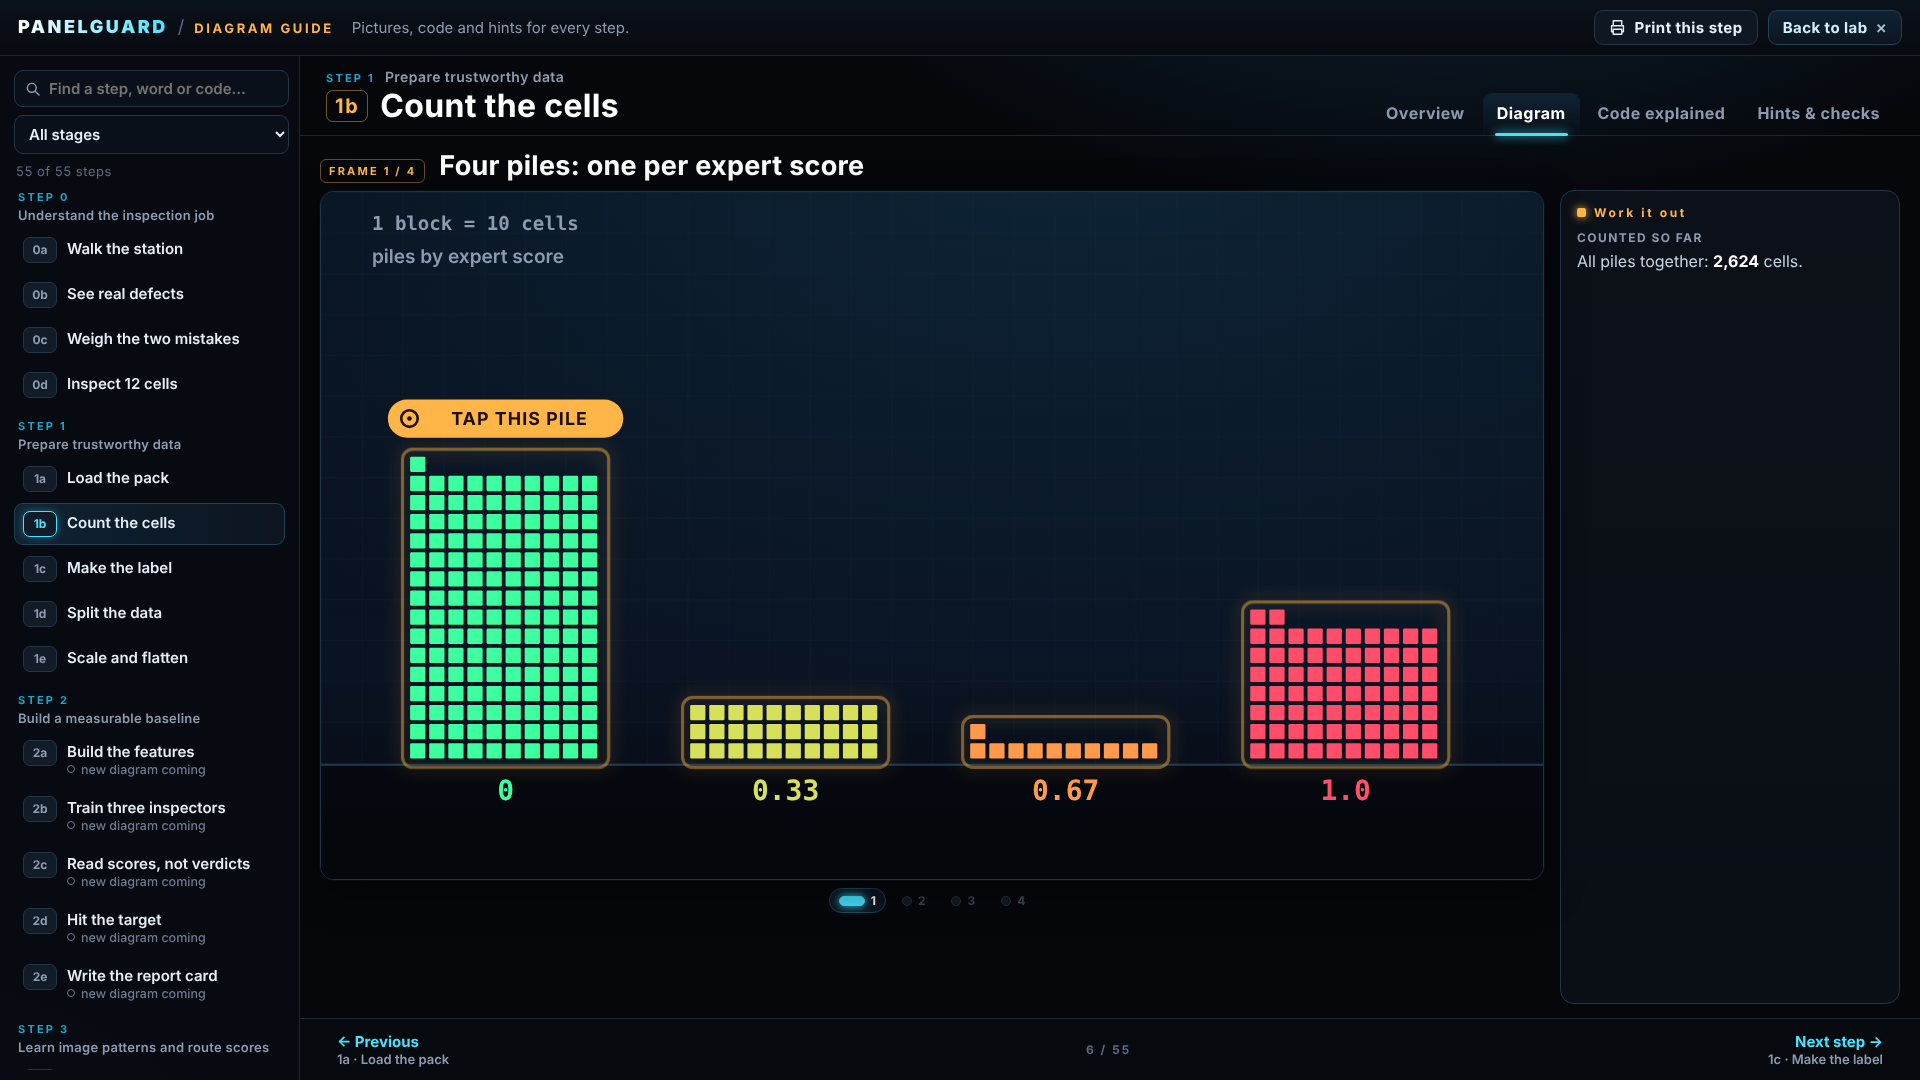 PANELGUARD / DIAGRAM GUIDE Pictures, code and hints for every step.
Print this step
Back to lab ×
Find a step, word or code...
All stages
55 of 55 steps
STEP 0
Understand the inspection job
0a Walk the station
0b See real defects
0c Weigh the two mistakes
0d Inspect 12 cells
STEP 1
Prepare trustworthy data
1a Load the pack
1b Count the cells
1c Make the label
1d Split the data
1e Scale and flatten
STEP 2
Build a measurable baseline
2a Build the features
new diagram coming
2b Train three inspectors
new diagram coming
2c Read scores, not verdicts
new diagram coming
2d Hit the target
new diagram coming
2e Write the report card
new diagram coming
STEP 3
Learn image patterns and route scores
STEP 1 Prepare trustworthy data
1b Count the cells
Overview
Diagram
Code explained
Hints & checks
FRAME 1 / 4 Four piles: one per expert score
1 block = 10 cells
piles by expert score
TAP THIS PILE
0
0.33
0.67
1.0
1
2
3
4
Work it out
COUNTED SO FAR
All piles together: 2,624 cells.
← Previous
1a · Load the pack
6 / 55
Next step →
1c · Make the label